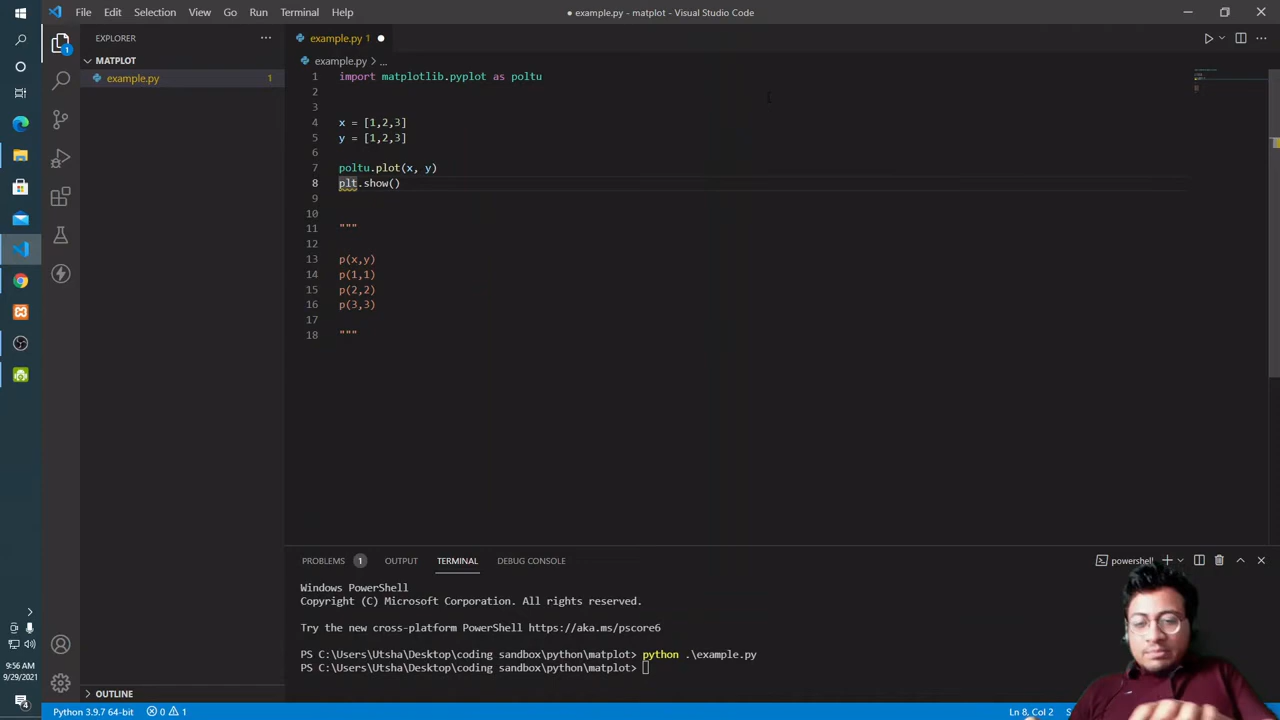 File Edit Selection View Go Run Terminal Help
● example.py - matplot - Visual Studio Code
EXPLORER ...
example.py 1 ●
MATPLOT
example.py 1
example.py > ...
1 import matplotlib.pyplot as poltu
2
3
4 x = [1,2,3]
5 y = [1,2,3]
6
7 poltu.plot(x, y)
8 plt.show()
9
10
11 """
12
13 p(x,y)
14 p(1,1)
15 p(2,2)
16 p(3,3)
17
18 """
PROBLEMS 1 OUTPUT TERMINAL DEBUG CONSOLE
powershell
Windows PowerShell
Copyright (C) Microsoft Corporation. All rights reserved.
Try the new cross-platform PowerShell https://aka.ms/pscore6
PS C:\Users\Utsha\Desktop\coding sandbox\python\matplot> python .\example.py
PS C:\Users\Utsha\Desktop\coding sandbox\python\matplot>
OUTLINE
Python 3.9.7 64-bit 0 1
Ln 8, Col 2
1
9:56 AM
9/29/2021
4